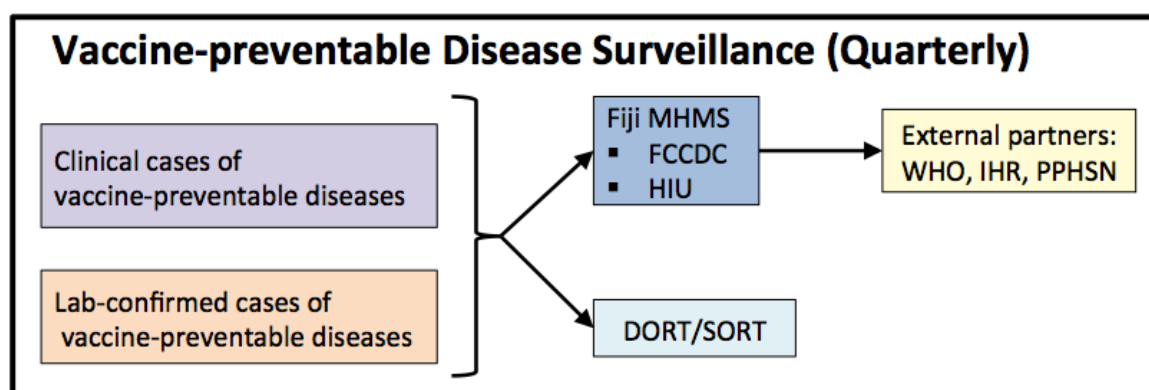 Vaccine-preventable Disease Surveillance (Quarterly)
Clinical cases of
vaccine-preventable diseases
Lab-confirmed cases of
vaccine-preventable diseases
Fiji MHMS
▪ FCCDC
▪ HIU
DORT/SORT
External partners:
WHO, IHR, PPHSN